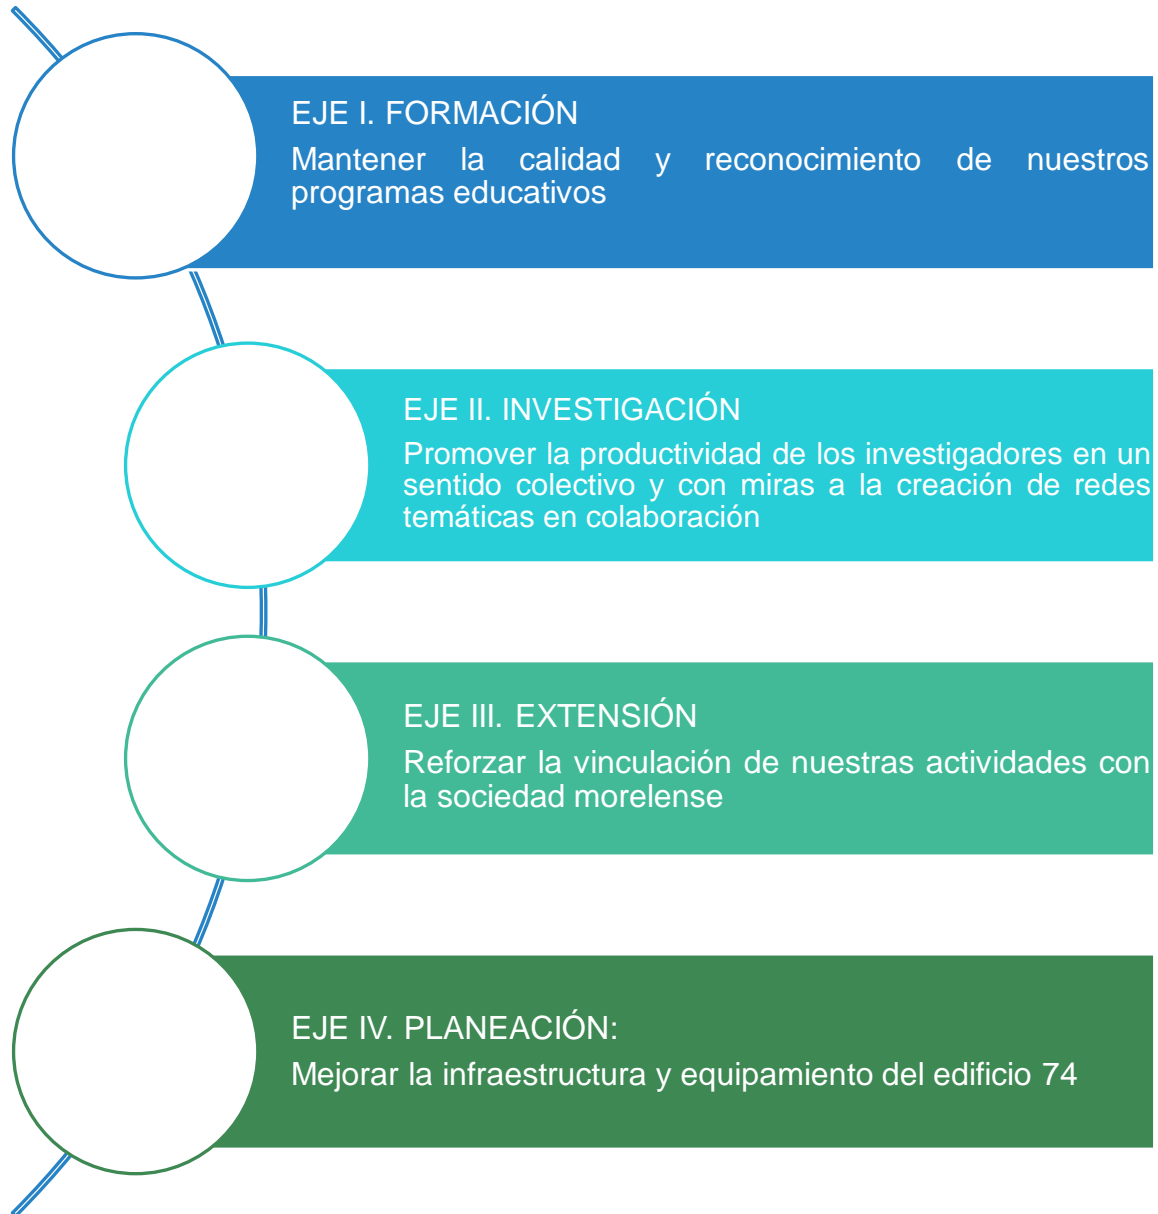 EJE I. FORMACIÓN
Mantener la calidad y reconocimiento de nuestros
programas educativos
EJE II. INVESTIGACIÓN
Promover la productividad de los investigadores en un
sentido colectivo y con miras a la creación de redes
temáticas en colaboración
EJE III. EXTENSIÓN
Reforzar la vinculación de nuestras actividades con
la sociedad morelense
EJE IV. PLANEACIÓN:
Mejorar la infraestructura y equipamiento del edificio 74